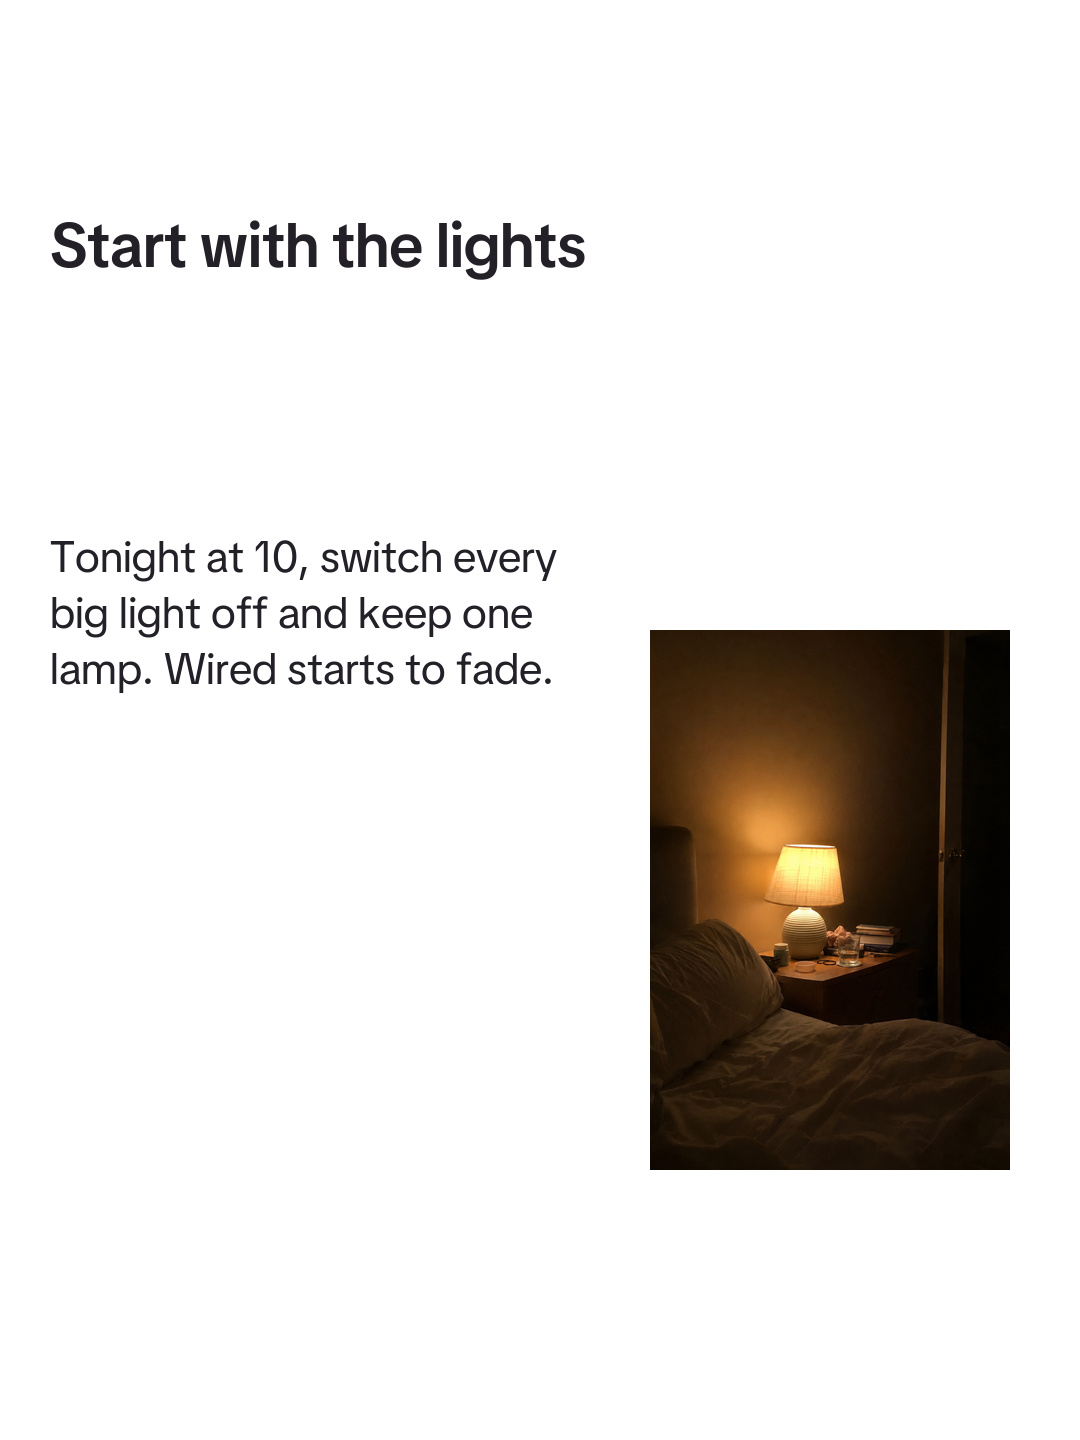 Start with the lights
Tonight at 10, switch every
big light off and keep one
lamp. Wired starts to fade.